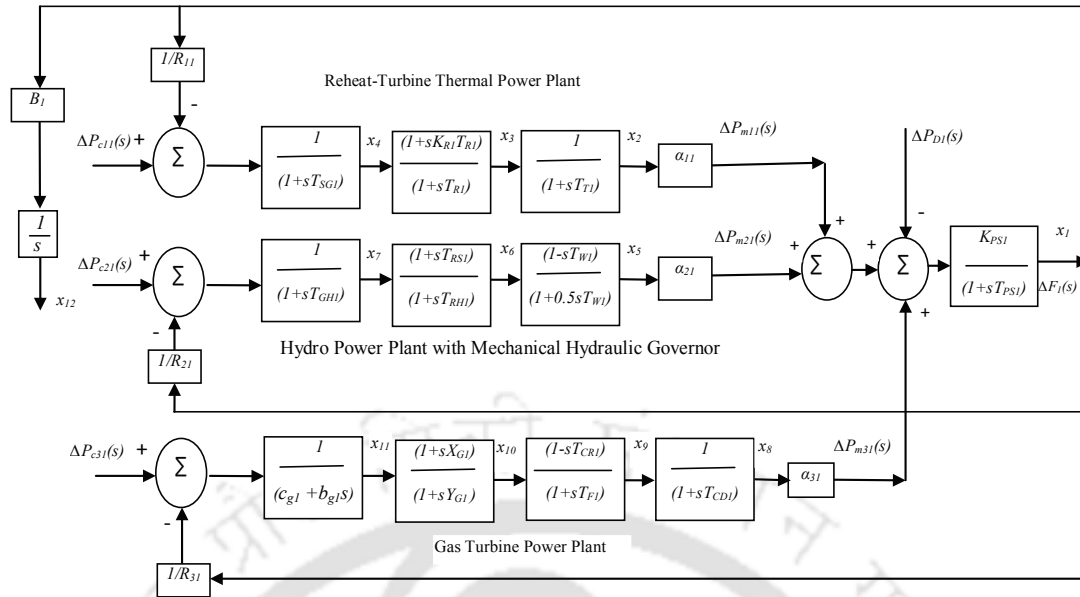 1/R11
Reheat-Turbine Thermal Power Plant
B1
-
ΔPc11(s) +
Σ
1
(1+sTSG1)
x4
(1+sKR1TR1)
(1+sTR1)
x3
1
(1+sTT1)
x2
α11
ΔPm11(s)
ΔPD1(s)
1
s
x12
ΔPc21(s) +
Σ
-
1
(1+sTGH1)
x7
(1+sTRS1)
(1+sTRH1)
x6
(1-sTW1)
(1+0.5sTW1)
x5
α21
ΔPm21(s)
+
+
Σ
-
+
Σ
+
KPS1
(1+sTPS1)
x1
ΔF1(s)
Hydro Power Plant with Mechanical Hydraulic Governor
1/R21
ΔPc31(s) +
Σ
-
1
(cg1 +bg1s)
x11
(1+sXG1)
(1+sYG1)
x10
(1-sTCR1)
(1+sTF1)
x9
1
(1+sTCD1)
x8
α31
ΔPm31(s)
Gas Turbine Power Plant
1/R31